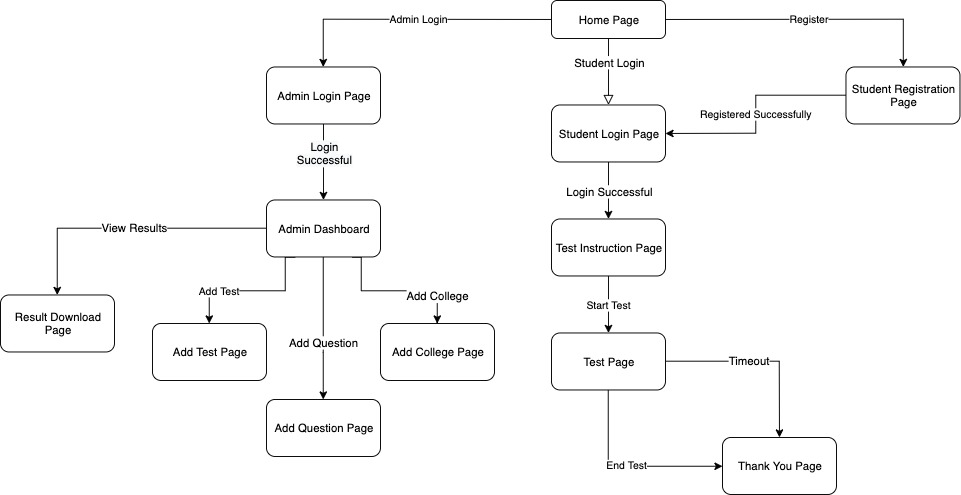 Admin Login
Home Page
Register
Student Login
Admin Login Page
Student Registration
Page
Registered Successfully
Student Login Page
Login
Successful
Login Successful
Admin Dashboard
View Results
Test Instruction Page
Add Test
Add College
Start Test
Result Download
Page
Add Question
Add Test Page
Add College Page
Test Page
Timeout
Add Question Page
End Test
Thank You Page